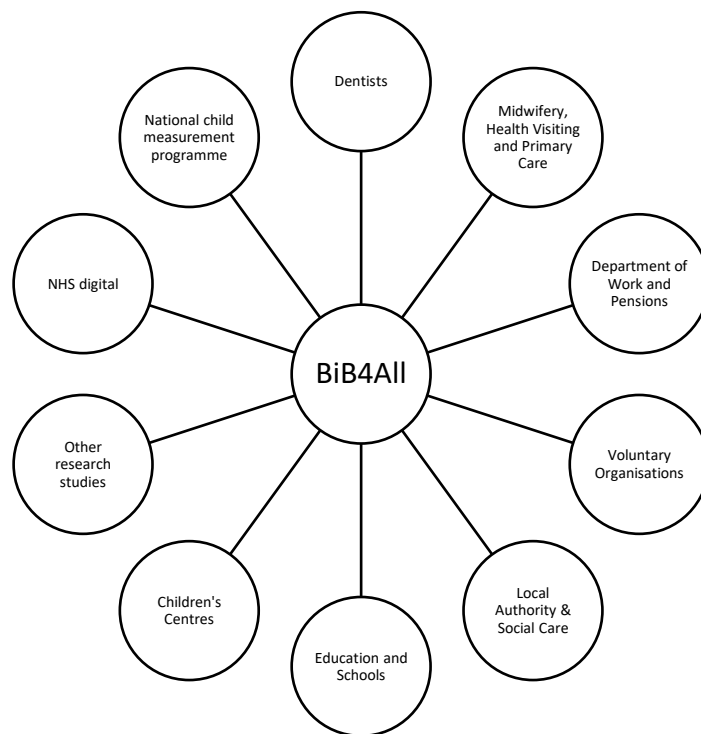 Dentists
Midwifery,
Health Visiting
and Primary
Care
Department of
Work and
Pensions
Voluntary
Organisations
Local
Authority &
Social Care
Education and
Schools
Children's
Centres
Other
research
studies
NHS digital
National child
measurement
programme
BiB4All